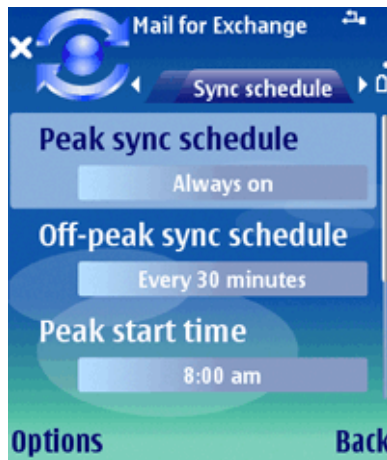 Mail for Exchange
Sync schedule
Peak sync schedule
Always on
Off-peak sync schedule
Every 30 minutes
Peak start time
8:00 am
Options
Back